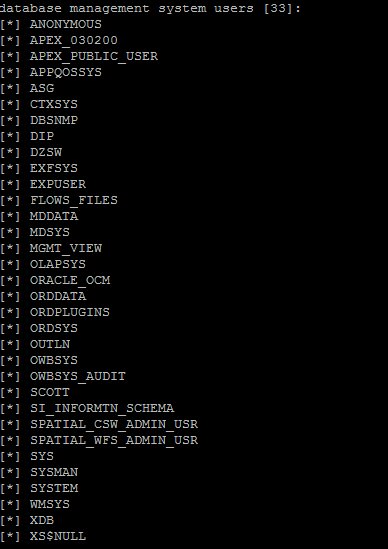 database management system users [33]:
[*] ANONYMOUS
[*] APEX_030200
[*] APEX_PUBLIC_USER
[*] APPQOSSYS
[*] ASG
[*] CTXSYS
[*] DBSNMP
[*] DIP
[*] DZSW
[*] EXFSYS
[*] EXPUSER
[*] FLOWS_FILES
[*] MDDATA
[*] MDSYS
[*] MGMT_VIEW
[*] OLAPSYS
[*] ORACLE_OCM
[*] ORDDATA
[*] ORDPLUGINS
[*] ORDSYS
[*] OUTLN
[*] OWBSYS
[*] OWBSYS_AUDIT
[*] SCOTT
[*] SI_INFORMTN_SCHEMA
[*] SPATIAL_CSW_ADMIN_USR
[*] SPATIAL_WFS_ADMIN_USR
[*] SYS
[*] SYSMAN
[*] SYSTEM
[*] WMSYS
[*] XDB
[*] XS$NULL